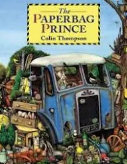 The
PAPERBAG
PRINCE
Colin Thompson